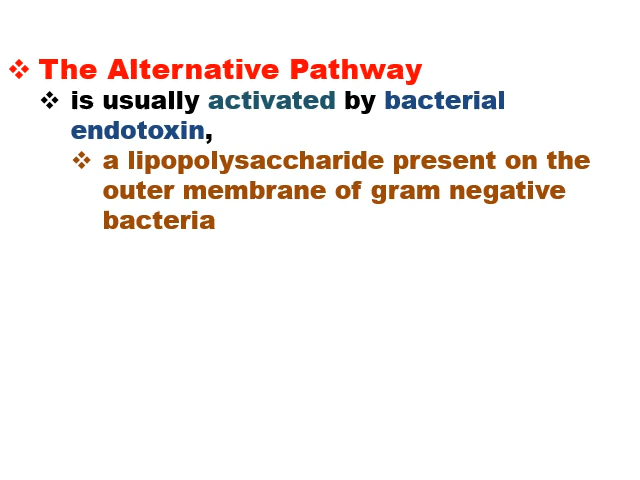 ❖ The Alternative Pathway
❖ is usually activated by bacterial
endotoxin,
❖ a lipopolysaccharide present on the
outer membrane of gram negative
bacteria